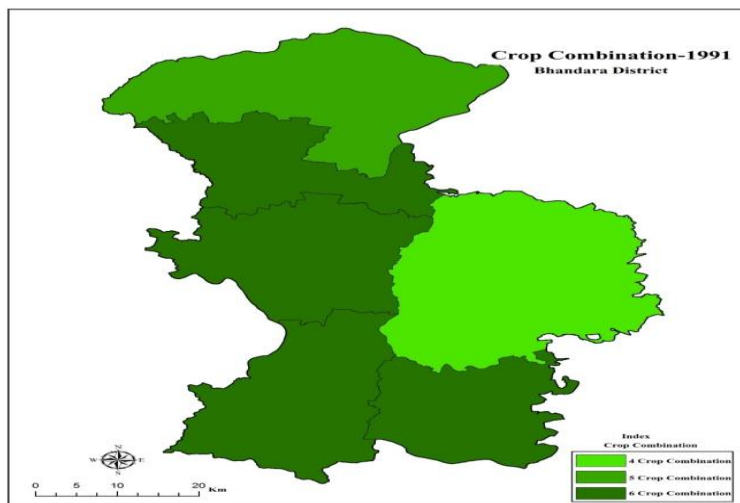 Crop Combination-1991
Bhandara District
N
W E
S
0 5 10 20
Km
Index
Crop Combination
4 Crop Combination
5 Crop Combination
6 Crop Combination